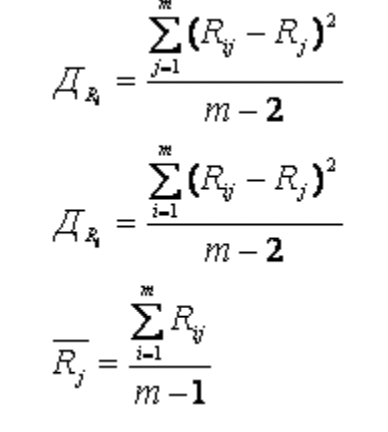 Д_{R_i} = \frac{\sum_{j=1}^{m} (R_{ij} - R_j)^2}{m - 2}
Д_{R_i} = \frac{\sum_{i=1}^{m} (R_{ij} - R_j)^2}{m - 2}
\overline{R_j} = \frac{\sum_{i=1}^{m} R_{ij}}{m - 1}